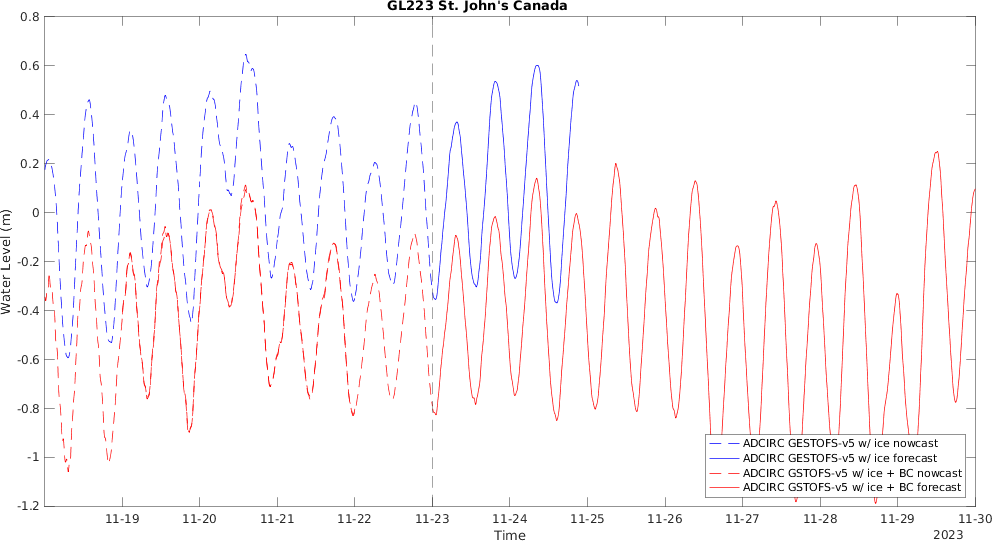 GL223 St. John's Canada
0.8
0.6
0.4
0.2
0
-0.2
-0.4
-0.6
-0.8
-1
-1.2
Water Level (m)
ADCIRC GESTOFS-v5 w/ ice nowcast
ADCIRC GESTOFS-v5 w/ ice forecast
ADCIRC GSTOFS-v5 w/ ice + BC nowcast
ADCIRC GSTOFS-v5 w/ ice + BC forecast
11-19 11-20 11-21 11-22 11-23 11-24 11-25 11-26 11-27 11-28 11-29 11-30
Time
2023